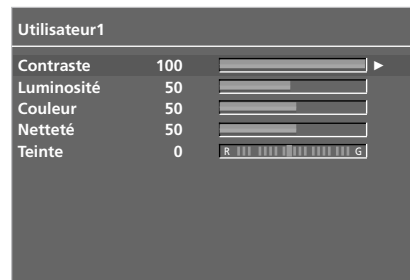 Utilisateur1
Contraste 100
Luminosité 50
Couleur 50
Netteté 50
Teinte 0 R G